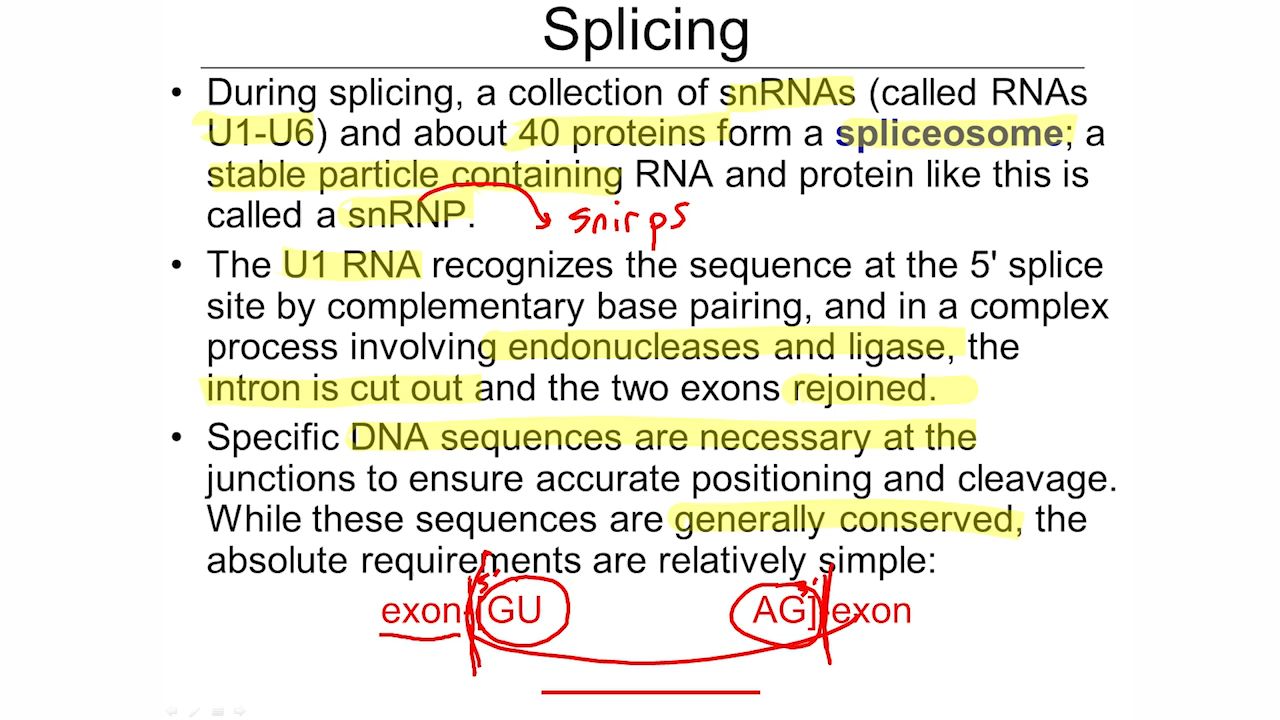 Splicing
• During splicing, a collection of snRNAs (called RNAs
U1-U6) and about 40 proteins form a spliceosome; a
stable particle containing RNA and protein like this is
called a snRNP.
snirps
• The U1 RNA recognizes the sequence at the 5' splice
site by complementary base pairing, and in a complex
process involving endonucleases and ligase, the
intron is cut out and the two exons rejoined.
• Specific DNA sequences are necessary at the
junctions to ensure accurate positioning and cleavage.
While these sequences are generally conserved, the
absolute requirements are relatively simple:
5' 3'
exon-[GU AG]-exon